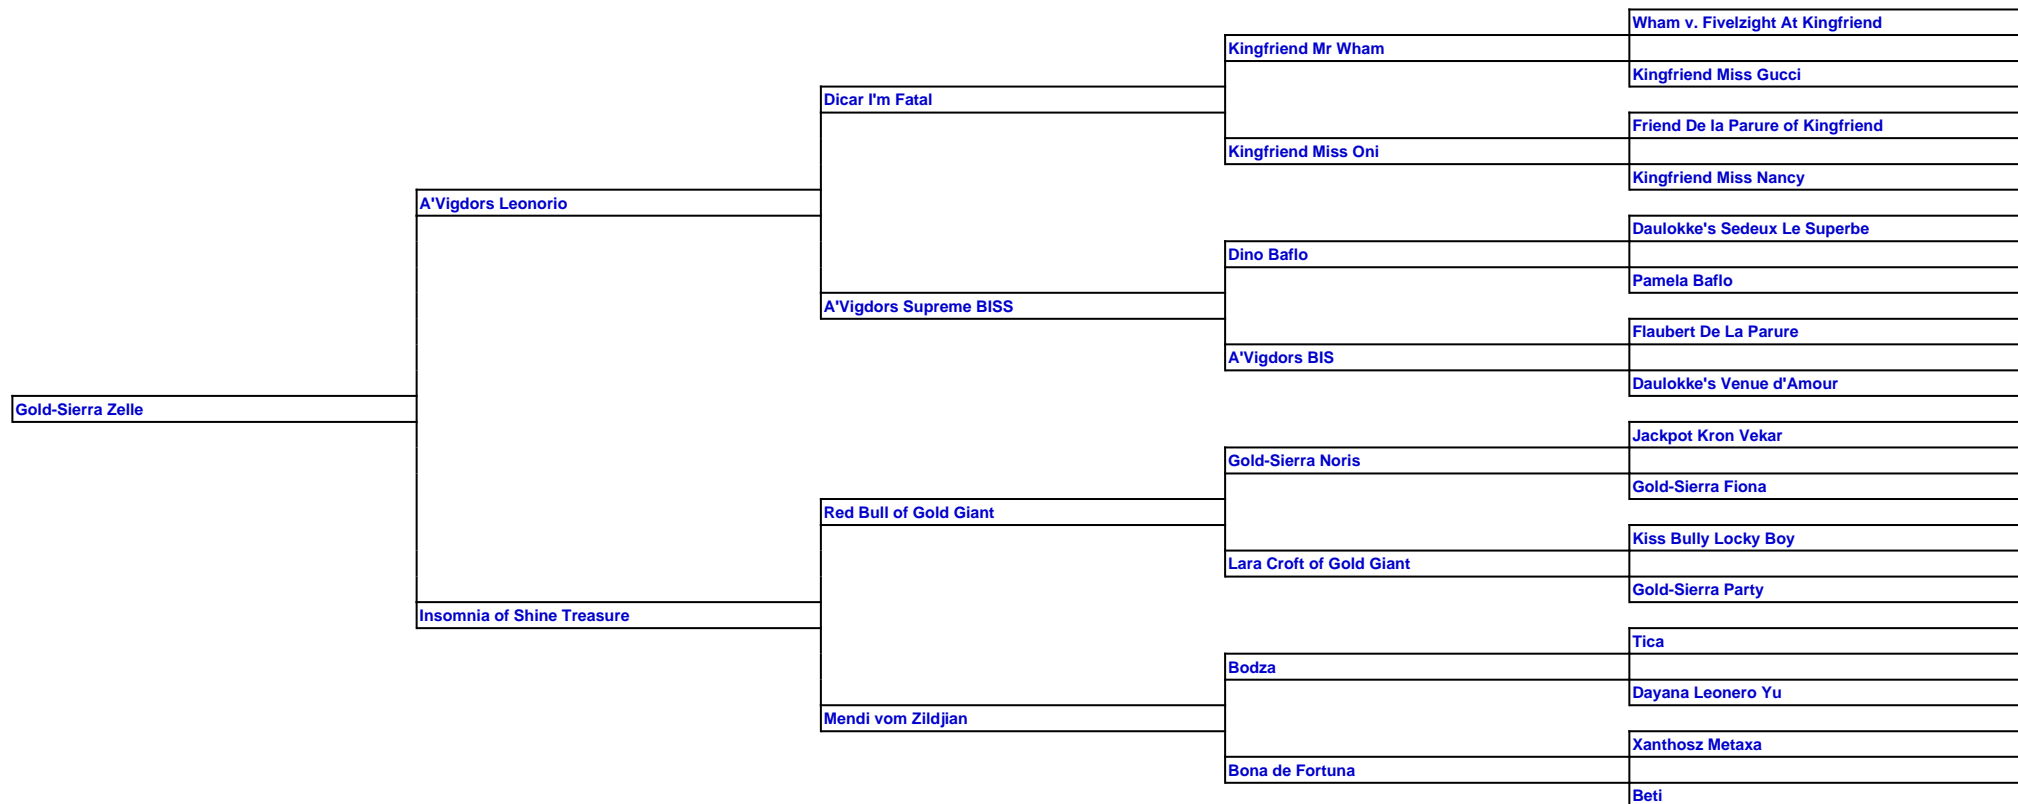 Wham v. Fivelzight At Kingfriend
Kingfriend Mr Wham
Kingfriend Miss Gucci
Dicar I'm Fatal
Friend De la Parure of Kingfriend
Kingfriend Miss Oni
Kingfriend Miss Nancy
A'Vigdors Leonorio
Daulokke's Sedeux Le Superbe
Dino Baflo
Pamela Baflo
A'Vigdors Supreme BISS
Flaubert De La Parure
A'Vigdors BIS
Daulokke's Venue d'Amour
Gold-Sierra Zelle
Jackpot Kron Vekar
Gold-Sierra Noris
Gold-Sierra Fiona
Red Bull of Gold Giant
Kiss Bully Locky Boy
Lara Croft of Gold Giant
Gold-Sierra Party
Insomnia of Shine Treasure
Tica
Bodza
Dayana Leonero Yu
Mendi vom Zildjian
Xanthosz Metaxa
Bona de Fortuna
Beti